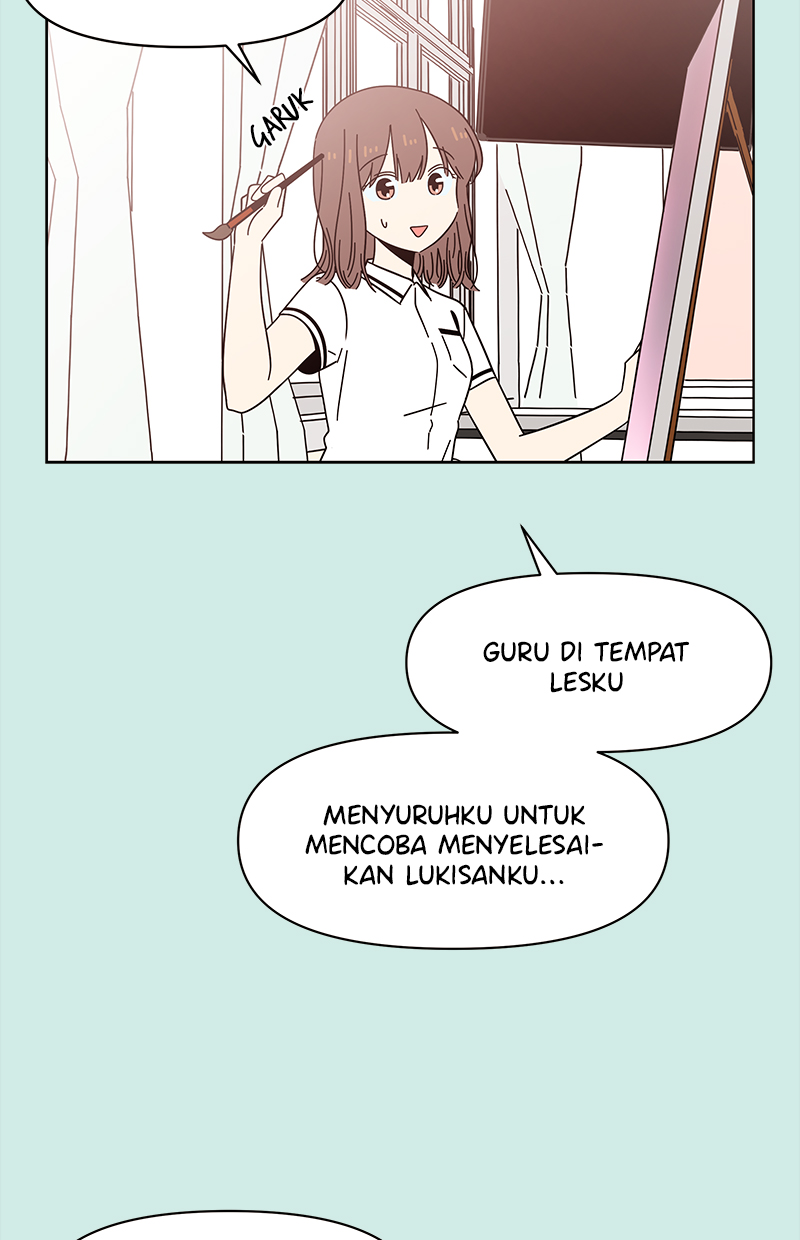 GARUK
GURU DI TEMPAT
LESKU
MENYURUHKU UNTUK
MENCOBA MENYELESAI-
KAN LUKISANKU...